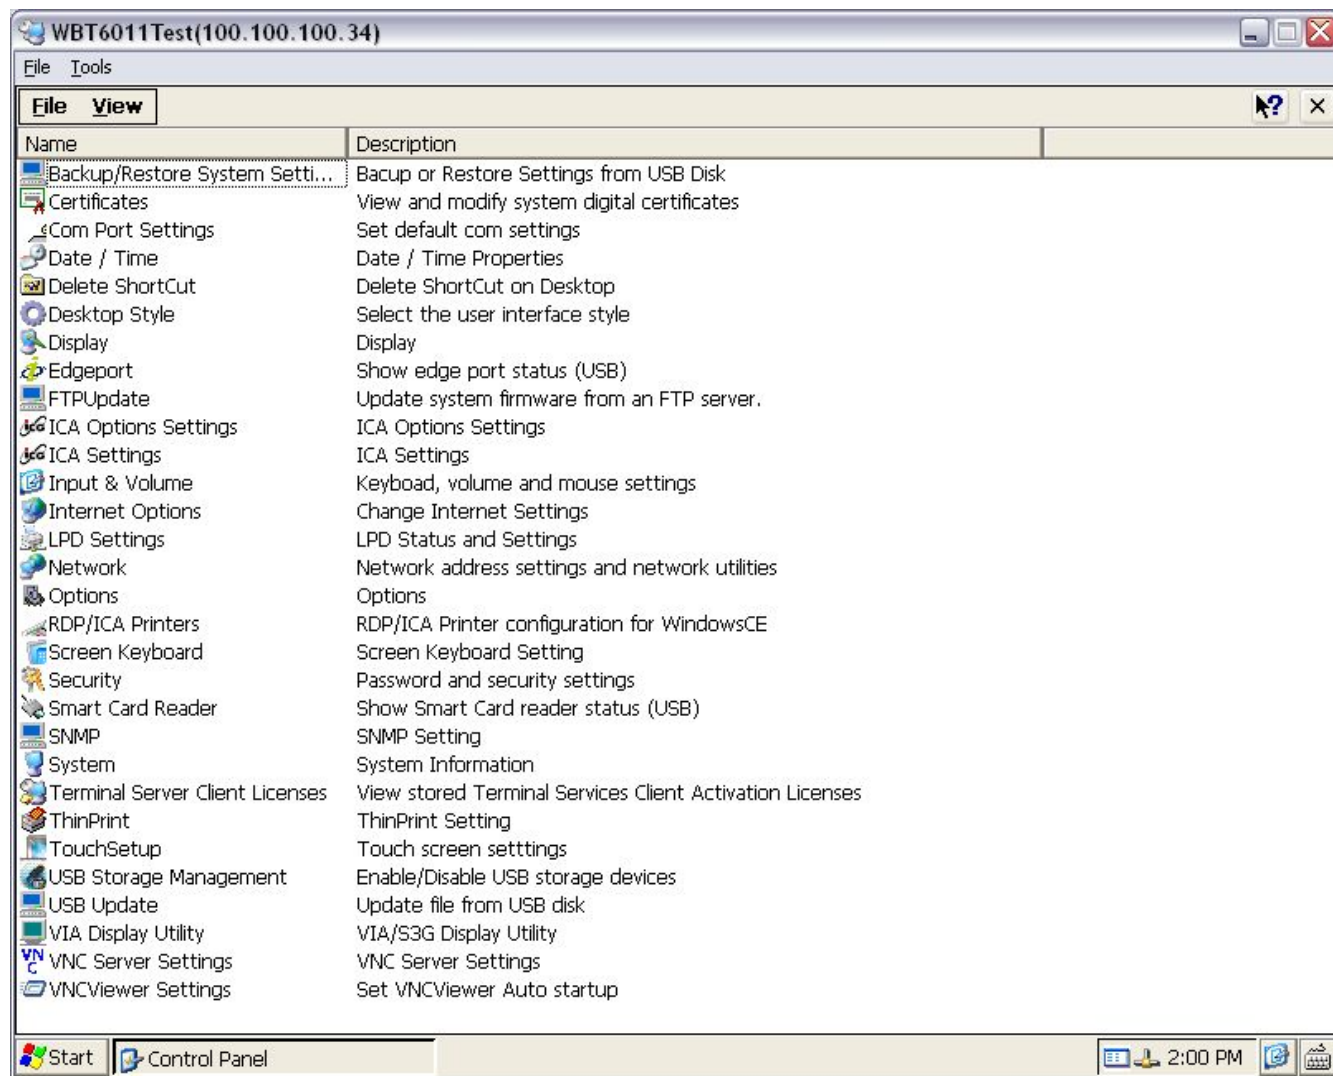 WBT6011Test(100.100.100.34)
File Tools
File View
Name Description
Backup/Restore System Setti... Bacup or Restore Settings from USB Disk
Certificates View and modify system digital certificates
Com Port Settings Set default com settings
Date / Time Date / Time Properties
Delete ShortCut Delete ShortCut on Desktop
Desktop Style Select the user interface style
Display Display
Edgeport Show edge port status (USB)
FTPUpdate Update system firmware from an FTP server.
ICA Options Settings ICA Options Settings
ICA Settings ICA Settings
Input & Volume Keyboad, volume and mouse settings
Internet Options Change Internet Settings
LPD Settings LPD Status and Settings
Network Network address settings and network utilities
Options Options
RDP/ICA Printers RDP/ICA Printer configuration for WindowsCE
Screen Keyboard Screen Keyboard Setting
Security Password and security settings
Smart Card Reader Show Smart Card reader status (USB)
SNMP SNMP Setting
System System Information
Terminal Server Client Licenses View stored Terminal Services Client Activation Licenses
ThinPrint ThinPrint Setting
TouchSetup Touch screen setttings
USB Storage Management Enable/Disable USB storage devices
USB Update Update file from USB disk
VIA Display Utility VIA/S3G Display Utility
VNC Server Settings VNC Server Settings
VNCViewer Settings Set VNCViewer Auto startup
Start Control Panel 2:00 PM